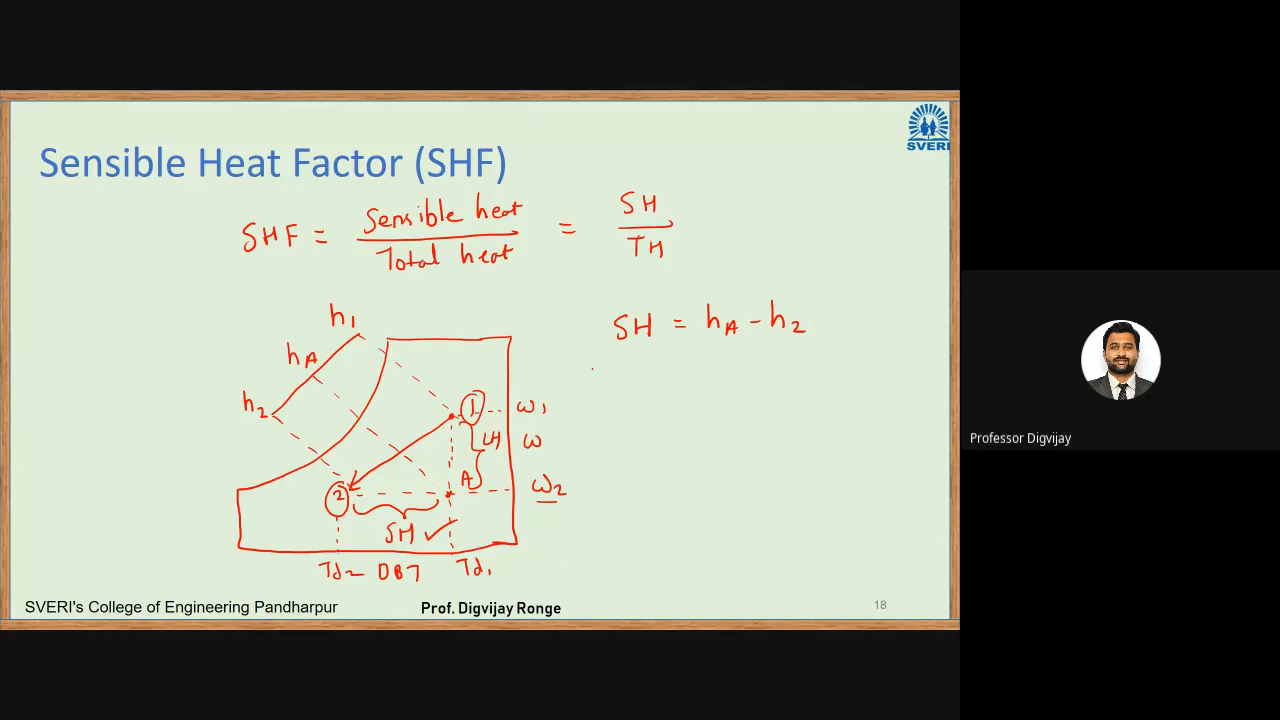 SVERI
Sensible Heat Factor (SHF)
SHF = Sensible heat / Total heat = SH / TH
SH = hA - h2
h1
hA
h2
1
ω1
LH
ω
A
2
ω2
SH ✓
Td2 DBT Td1
Professor Digvijay
SVERI's College of Engineering Pandharpur
Prof. Digvijay Ronge
18